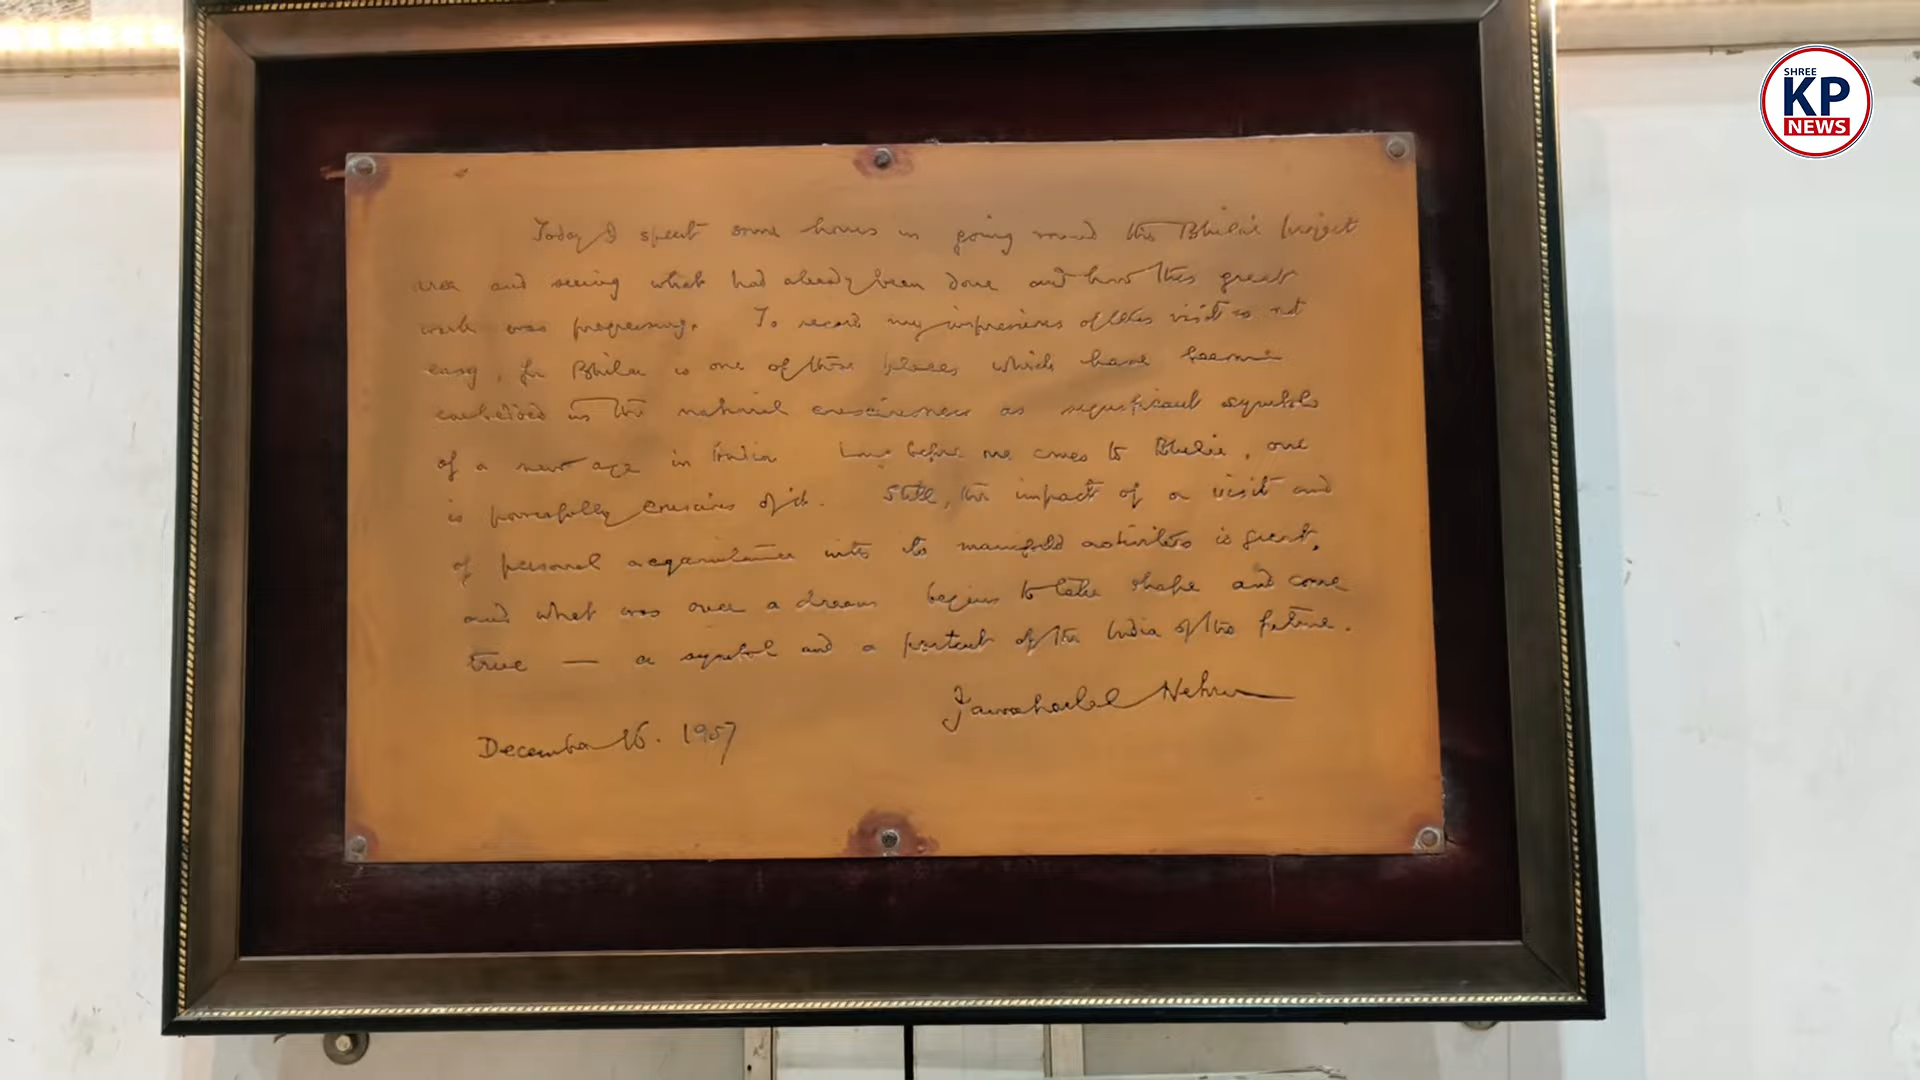 Today I spent some hours in going round the Bhilai Project
area and seeing what had already been done and how this great
work was progressing. To record my impressions of this visit is not
easy, for Bhilai is one of those places which have become
embedded in the national consciousness as significant symbols
of a new age in India Long before one comes to Bhilai, one
is powerfully conscious of it. Still, the impact of a visit and
of personal acquaintance with its manifold activities is great,
and what was once a dream begins to take shape and come
true — a symbol and a portent of the India of the future.
Jawaharlal Nehru
December 16. 1957
SHREE
KP
NEWS